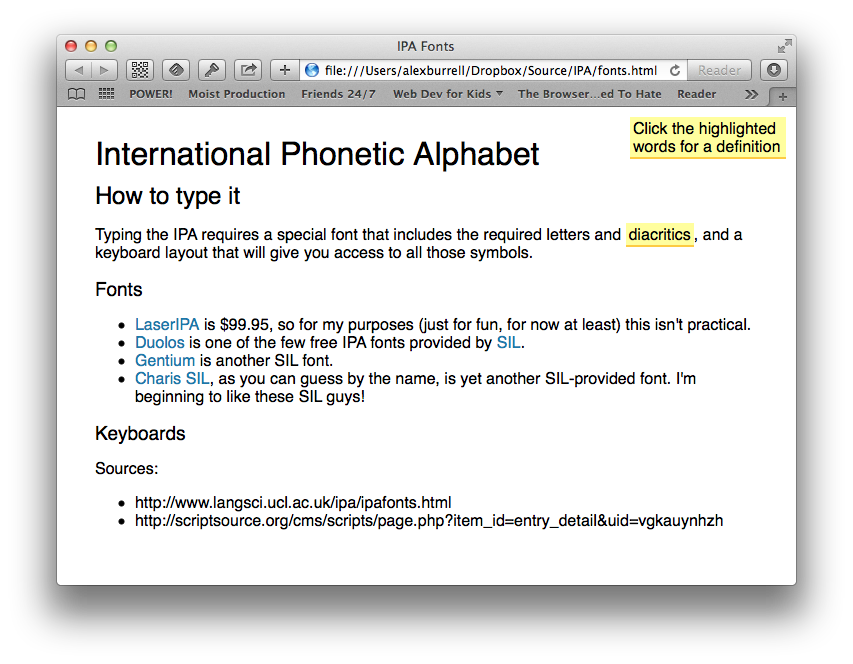 IPA Fonts
file:///Users/alexburrell/Dropbox/Source/IPA/fonts.html
Reader
POWER! Moist Production Friends 24/7 Web Dev for Kids The Browser...ed To Hate Reader
Click the highlighted
words for a definition
International Phonetic Alphabet
How to type it
Typing the IPA requires a special font that includes the required letters and diacritics, and a
keyboard layout that will give you access to all those symbols.
Fonts
LaserIPA is $99.95, so for my purposes (just for fun, for now at least) this isn't practical.
Duolos is one of the few free IPA fonts provided by SIL.
Gentium is another SIL font.
Charis SIL, as you can guess by the name, is yet another SIL-provided font. I'm
beginning to like these SIL guys!
Keyboards
Sources:
http://www.langsci.ucl.ac.uk/ipa/ipafonts.html
http://scriptsource.org/cms/scripts/page.php?item_id=entry_detail&uid=vgkauynhzh